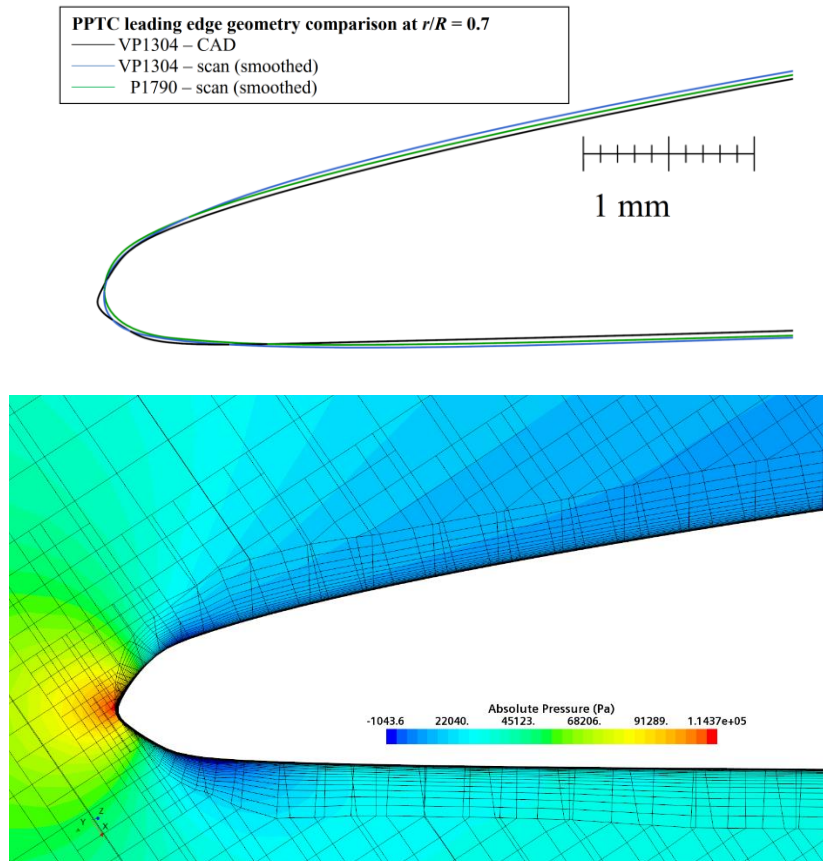 PPTC leading edge geometry comparison at r/R = 0.7
VP1304 – CAD
VP1304 – scan (smoothed)
P1790 – scan (smoothed)
1 mm
Absolute Pressure (Pa)
-1043.6 22040. 45123. 68206. 91289. 1.1437e+05
Z
Y
X